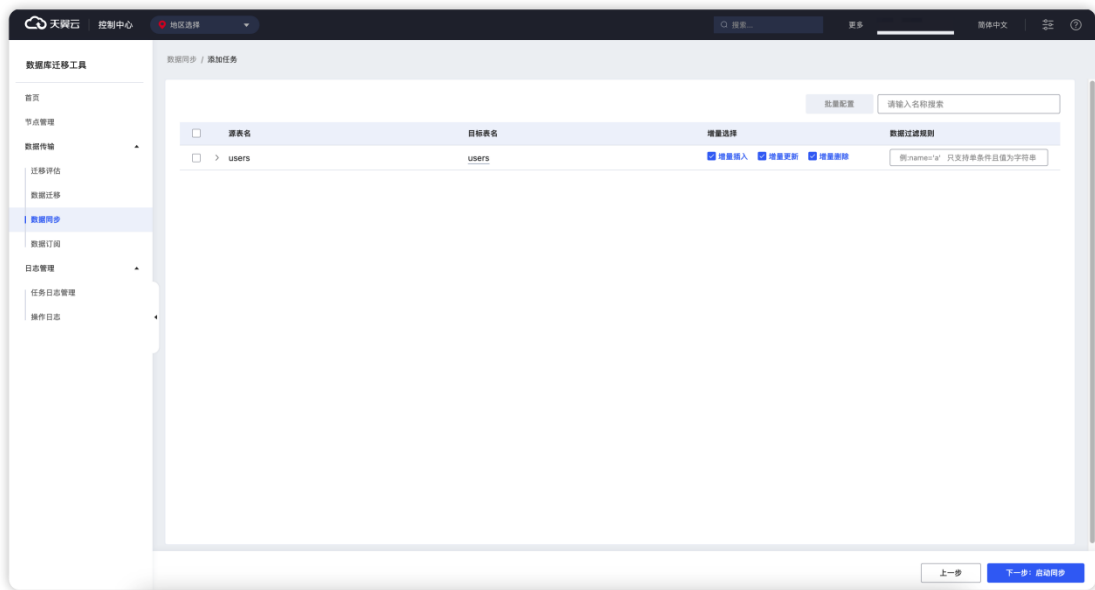 天翼云 控制中心 地区选择 搜索... 更多 简体中文
数据库迁移工具
首页
节点管理
数据传输
迁移评估
数据迁移
数据同步
数据订阅
日志管理
任务日志管理
操作日志
数据同步 / 添加任务
批量配置 请输入名称搜索
源表名 目标表名 增量选择 数据过滤规则
users users 增量插入 增量更新 增量删除 例:name='a' 只支持单条件且值为字符串
上一步 下一步：启动同步